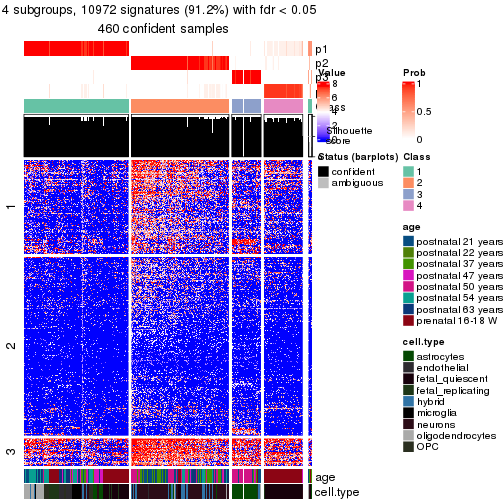 4 subgroups, 10972 signatures (91.2%) with fdr < 0.05
460 confident samples
p1
p2
p3
Value
8
6
4
2
0
Silhouette
score
Status (barplots)
confident
ambiguous
Prob
1
0.5
0
Class
1
2
3
4
age
postnatal 21 years
postnatal 22 years
postnatal 37 years
postnatal 47 years
postnatal 50 years
postnatal 54 years
postnatal 63 years
prenatal 16-18 W
cell.type
astrocytes
endothelial
fetal_quiescent
fetal_replicating
hybrid
microglia
neurons
oligodendrocytes
OPC
1
2
3
age
cell.type